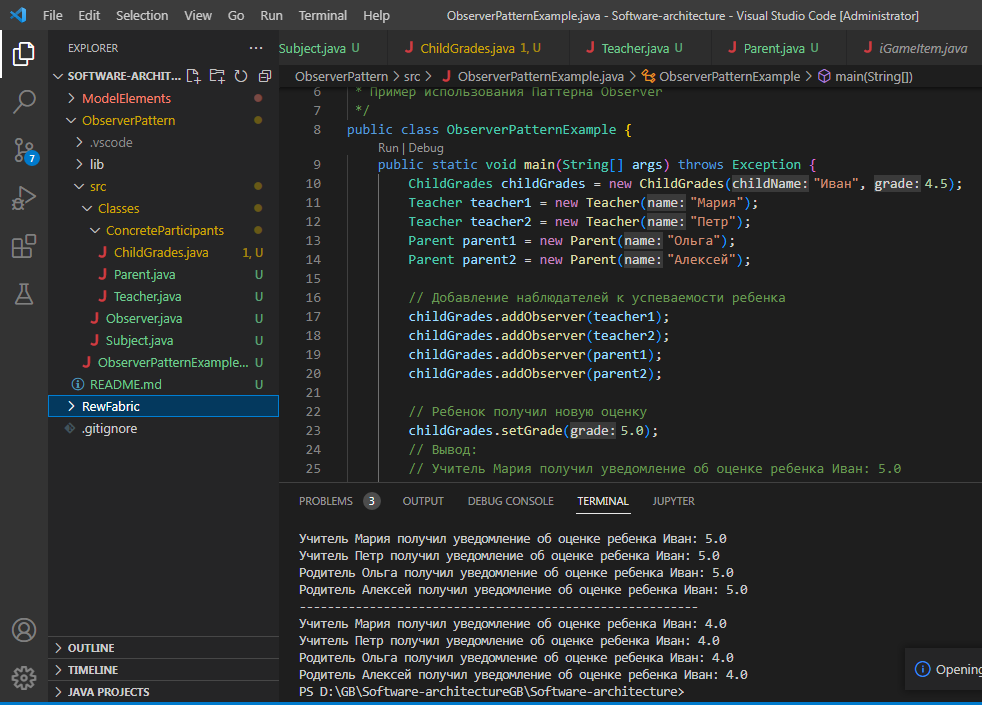 File Edit Selection View Go Run Terminal Help ObserverPatternExample.java - Software-architecture - Visual Studio Code [Administrator]
EXPLORER ···
Subject.java U ChildGrades.java 1, U Teacher.java U Parent.java U iGameItem.java
SOFTWARE-ARCHIT...
ObserverPattern > src > ObserverPatternExample.java > ObserverPatternExample > main(String[])
ModelElements
ObserverPattern
.vscode
lib
src
Classes
ConcreteParticipants
ChildGrades.java 1, U
Parent.java U
Teacher.java U
Observer.java U
Subject.java U
ObserverPatternExample... U
README.md U
RewFabric
.gitignore
7
OUTLINE
TIMELINE
JAVA PROJECTS
6 * Пример использования Паттерна Observer
7 */
8 public class ObserverPatternExample {
Run | Debug
9 public static void main(String[] args) throws Exception {
10 ChildGrades childGrades = new ChildGrades(childName: "Иван", grade: 4.5);
11 Teacher teacher1 = new Teacher(name: "Мария");
12 Teacher teacher2 = new Teacher(name: "Петр");
13 Parent parent1 = new Parent(name: "Ольга");
14 Parent parent2 = new Parent(name: "Алексей");
15
16 // Добавление наблюдателей к успеваемости ребенка
17 childGrades.addObserver(teacher1);
18 childGrades.addObserver(teacher2);
19 childGrades.addObserver(parent1);
20 childGrades.addObserver(parent2);
21
22 // Ребенок получил новую оценку
23 childGrades.setGrade(grade: 5.0);
24 // Вывод:
25 // Учитель Мария получил уведомление об оценке ребенка Иван: 5.0
PROBLEMS 3 OUTPUT DEBUG CONSOLE TERMINAL JUPYTER
Учитель Мария получил уведомление об оценке ребенка Иван: 5.0
Учитель Петр получил уведомление об оценке ребенка Иван: 5.0
Родитель Ольга получил уведомление об оценке ребенка Иван: 5.0
Родитель Алексей получил уведомление об оценке ребенка Иван: 5.0
--------------------------------------------------------
Учитель Мария получил уведомление об оценке ребенка Иван: 4.0
Учитель Петр получил уведомление об оценке ребенка Иван: 4.0
Родитель Ольга получил уведомление об оценке ребенка Иван: 4.0
Родитель Алексей получил уведомление об оценке ребенка Иван: 4.0
PS D:\GB\Software-architectureGB\Software-architecture>
Opening